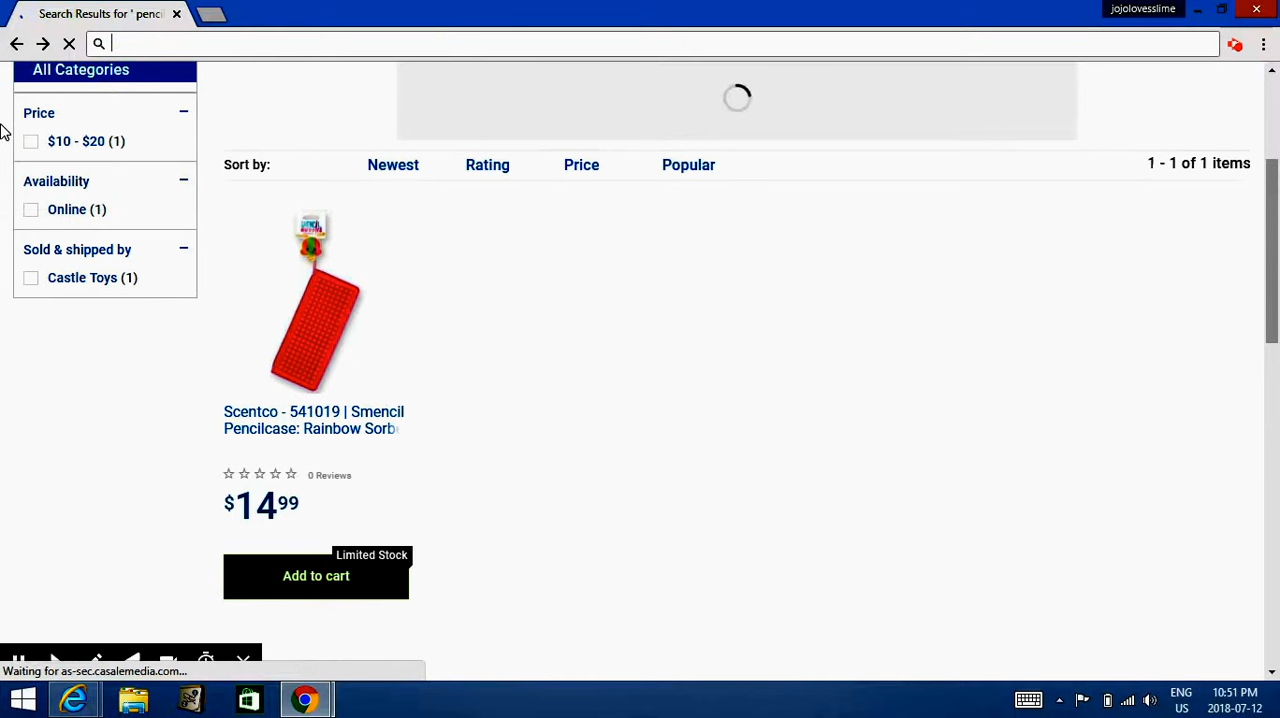 Search Results for ' pencil
jojolovesslime
All Categories
Price
$10 - $20 (1)
Availability
Online (1)
Sold & shipped by
Castle Toys (1)
Sort by:
Newest
Rating
Price
Popular
1 - 1 of 1 items
Scentco - 541019 | Smencil
Pencilcase: Rainbow Sorb
0 Reviews
$14 99
Limited Stock
Add to cart
Waiting for as-sec.casalemedia.com...
ENG
US
10:51 PM
2018-07-12